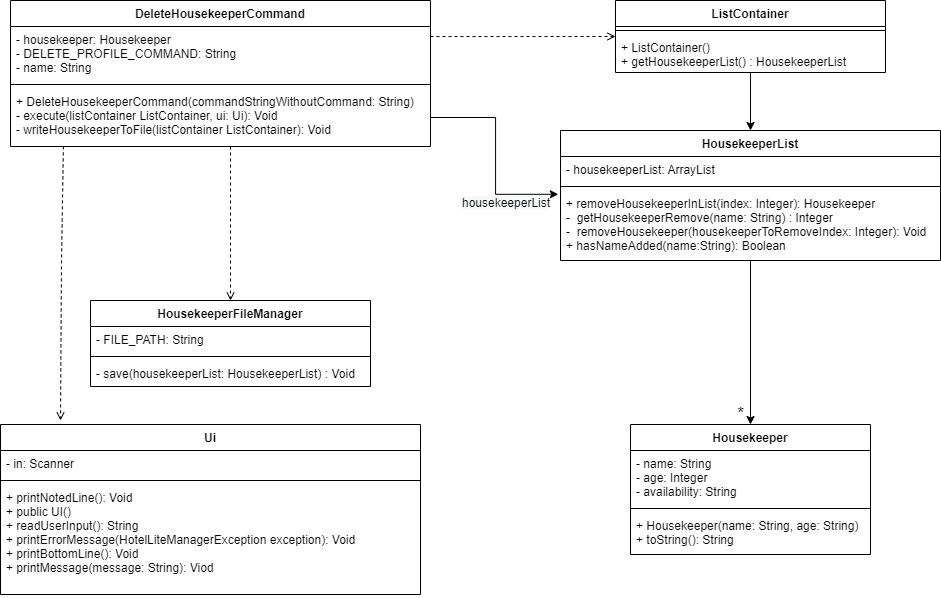 DeleteHousekeeperCommand
- housekeeper: Housekeeper
- DELETE_PROFILE_COMMAND: String
- name: String
+ DeleteHousekeeperCommand(commandStringWithoutCommand: String)
- execute(listContainer ListContainer, ui: Ui): Void
- writeHousekeeperToFile(listContainer ListContainer): Void
ListContainer
+ ListContainer()
+ getHousekeeperList() : HousekeeperList
housekeeperList
HousekeeperList
- housekeeperList: ArrayList
+ removeHousekeeperInList(index: Integer): Housekeeper
- getHousekeeperRemove(name: String) : Integer
- removeHousekeeper(housekeeperToRemoveIndex: Integer): Void
+ hasNameAdded(name:String): Boolean
HousekeeperFileManager
- FILE_PATH: String
- save(housekeeperList: HousekeeperList) : Void
*
Ui
- in: Scanner
+ printNotedLine(): Void
+ public UI()
+ readUserInput(): String
+ printErrorMessage(HotelLiteManagerException exception): Void
+ printBottomLine(): Void
+ printMessage(message: String): Viod
Housekeeper
- name: String
- age: Integer
- availability: String
+ Housekeeper(name: String, age: String)
+ toString(): String